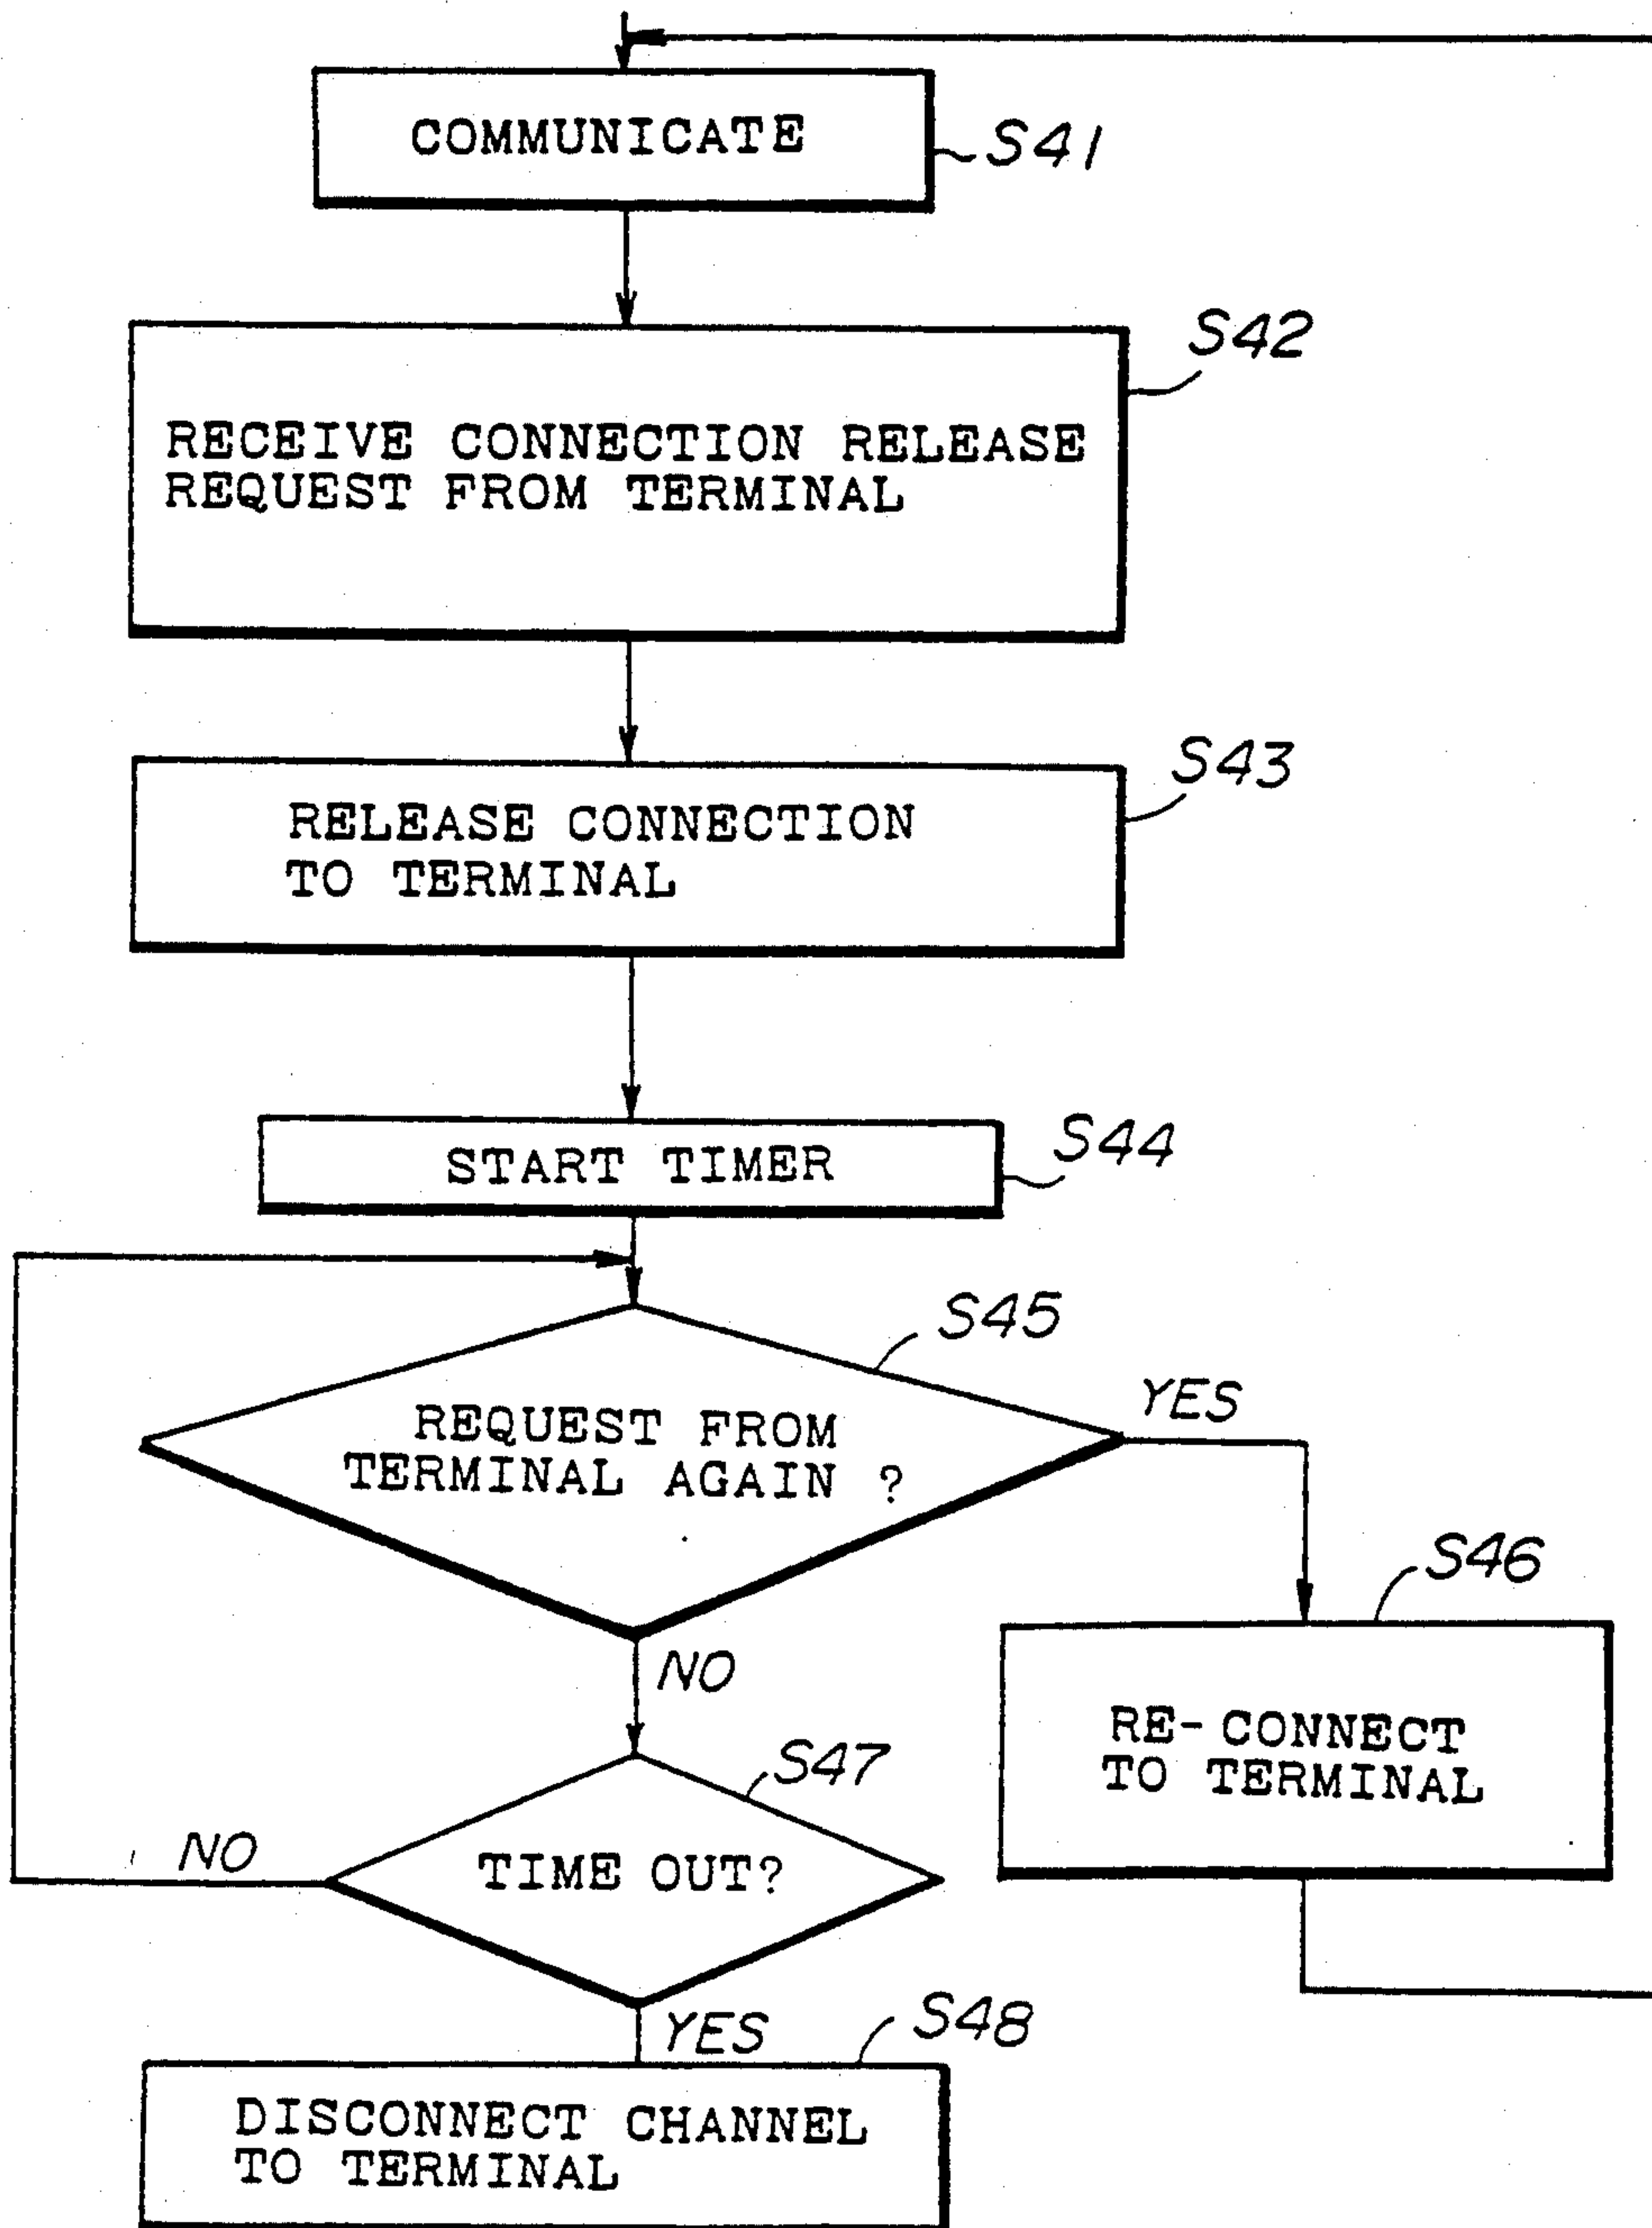 COMMUNICATE
S41
S42
RECEIVE CONNECTION RELEASE
REQUEST FROM TERMINAL
S43
RELEASE CONNECTION
TO TERMINAL
START TIMER
S44
S45
YES
REQUEST FROM
TERMINAL AGAIN ?
S46
NO
RE-CONNECT
TO TERMINAL
S47
NO
TIME OUT?
YES
S48
DISCONNECT CHANNEL
TO TERMINAL